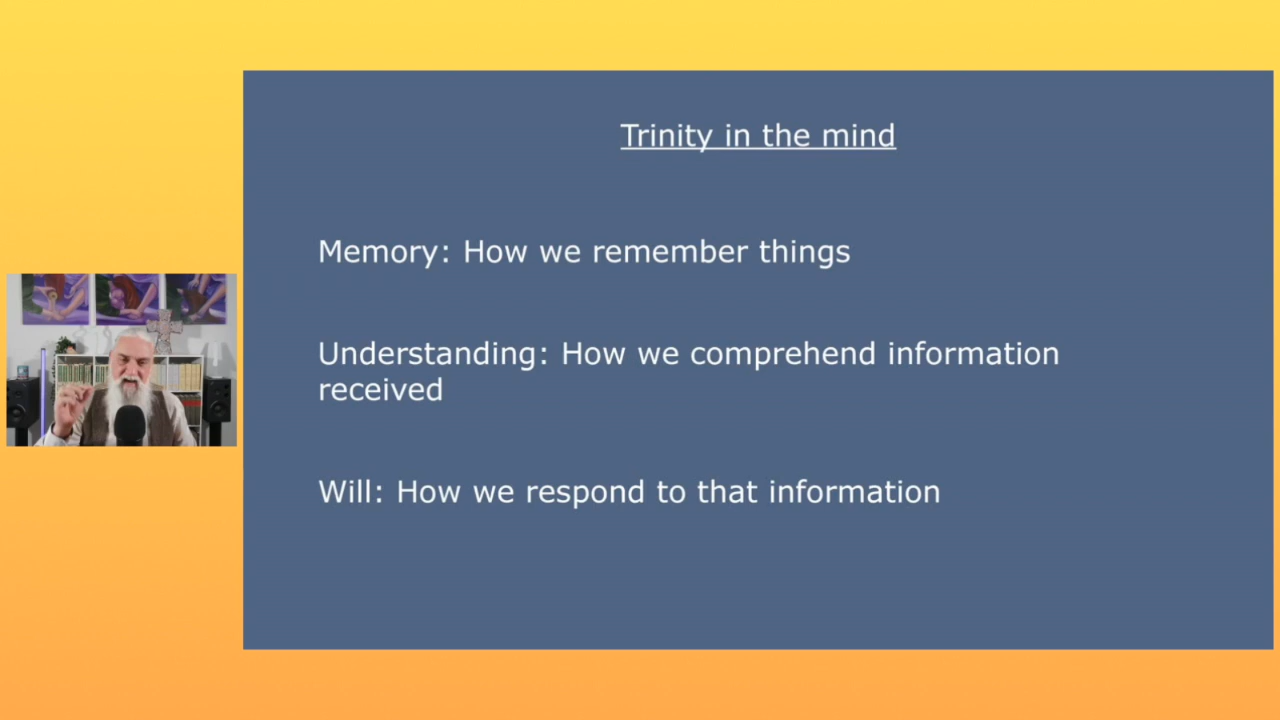 Trinity in the mind
Memory: How we remember things
Understanding: How we comprehend information
received
Will: How we respond to that information